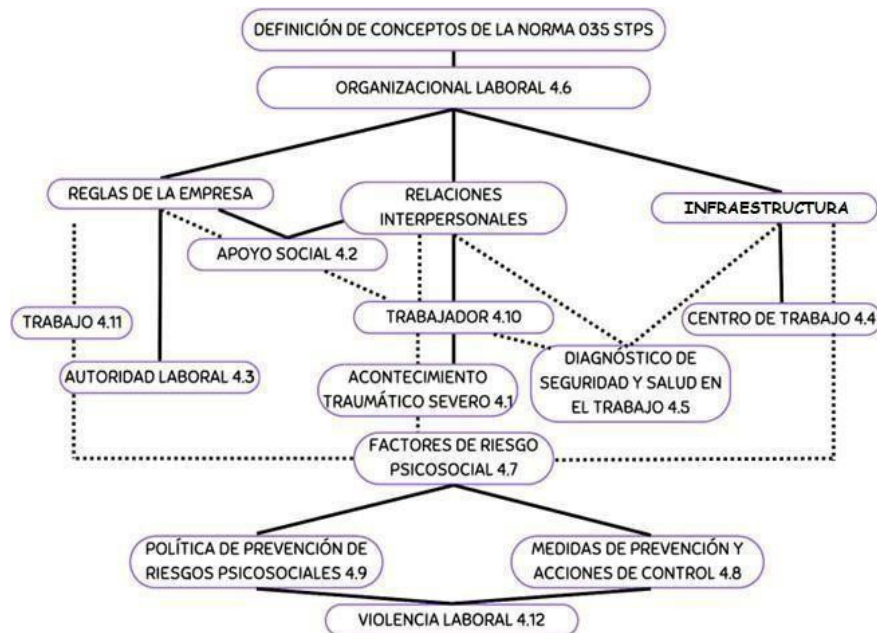 DEFINICIÓN DE CONCEPTOS DE LA NORMA 035 STPS
ORGANIZACIONAL LABORAL 4.6
REGLAS DE LA EMPRESA
RELACIONES
INTERPERSONALES
INFRAESTRUCTURA
APOYO SOCIAL 4.2
TRABAJO 4.11
TRABAJADOR 4.10
CENTRO DE TRABAJO 4.4
AUTORIDAD LABORAL 4.3
ACONTECIMIENTO
TRAUMÁTICO SEVERO 4.1
DIAGNÓSTICO DE
SEGURIDAD Y SALUD EN
EL TRABAJO 4.5
FACTORES DE RIESGO
PSICOSOCIAL 4.7
POLÍTICA DE PREVENCIÓN DE
RIESGOS PSICOSOCIALES 4.9
MEDIDAS DE PREVENCIÓN Y
ACCIONES DE CONTROL 4.8
VIOLENCIA LABORAL 4.12